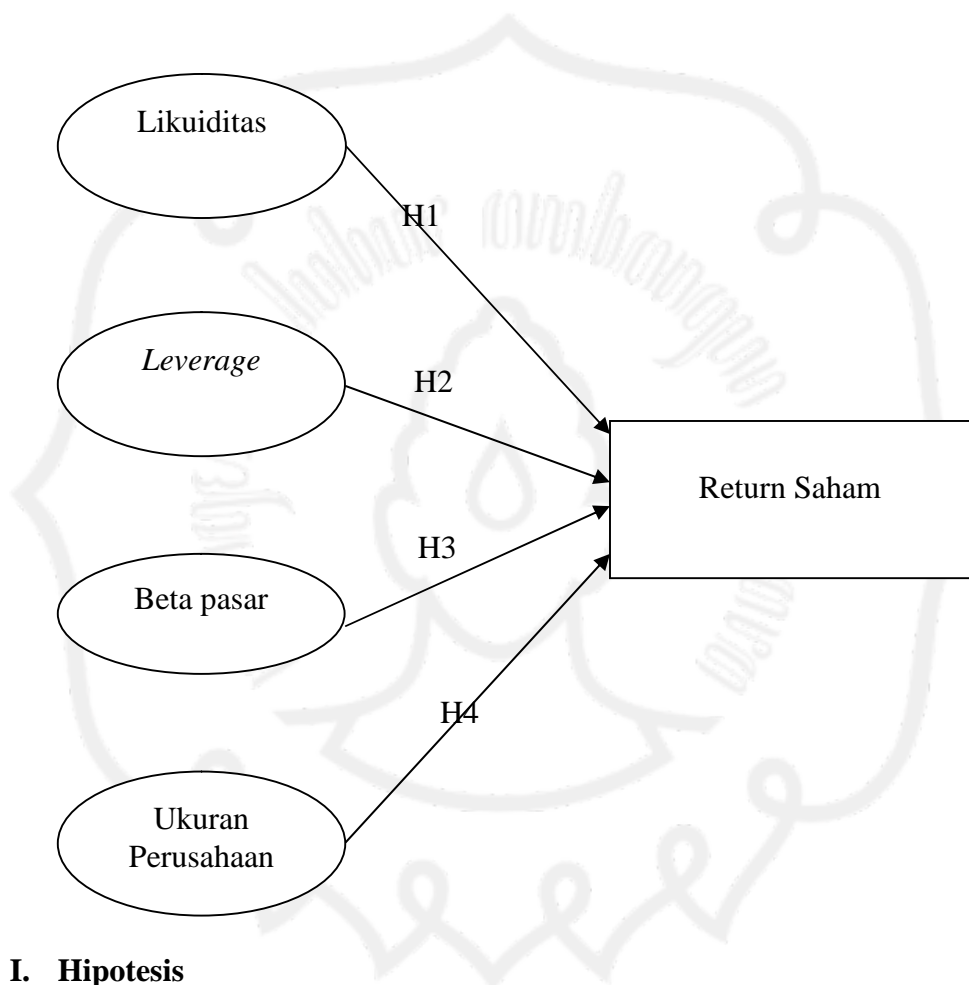 Likuiditas
H1
Leverage
H2
Return Saham
H3
Beta pasar
H4
Ukuran
Perusahaan
I. Hipotesis